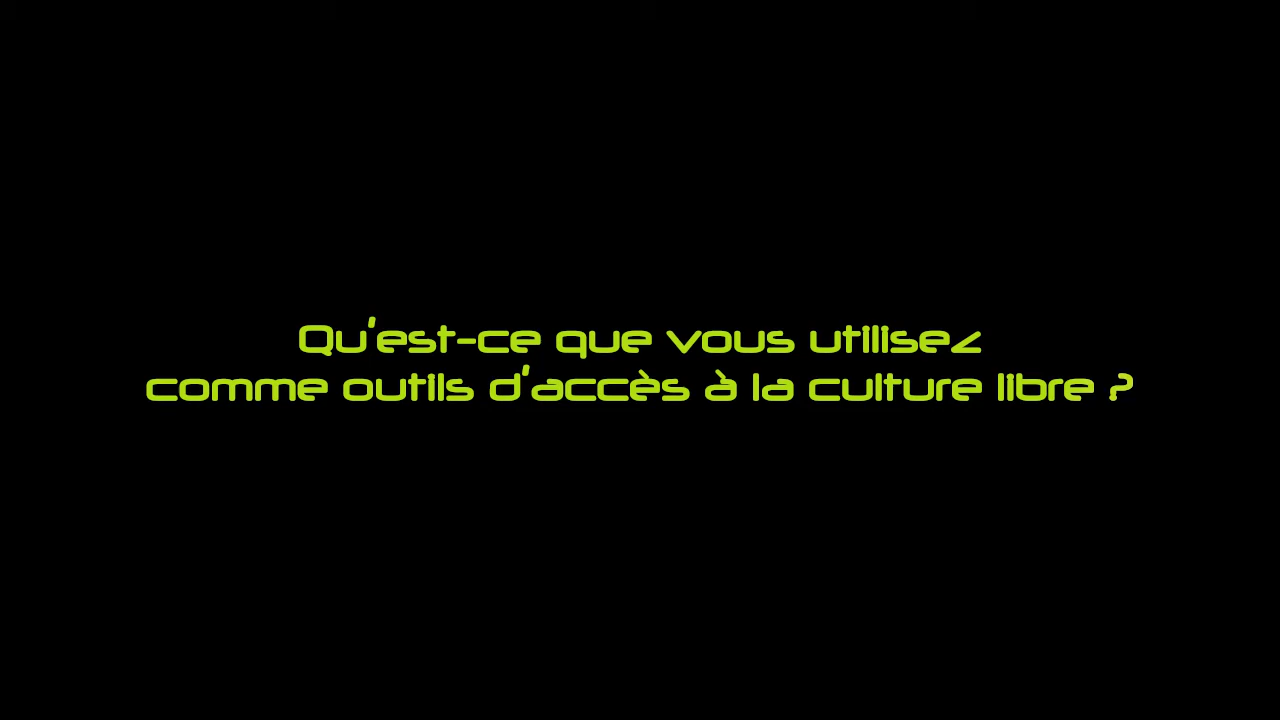 Qu'est-ce que vous utilisez
comme outils d'accès à la culture libre ?